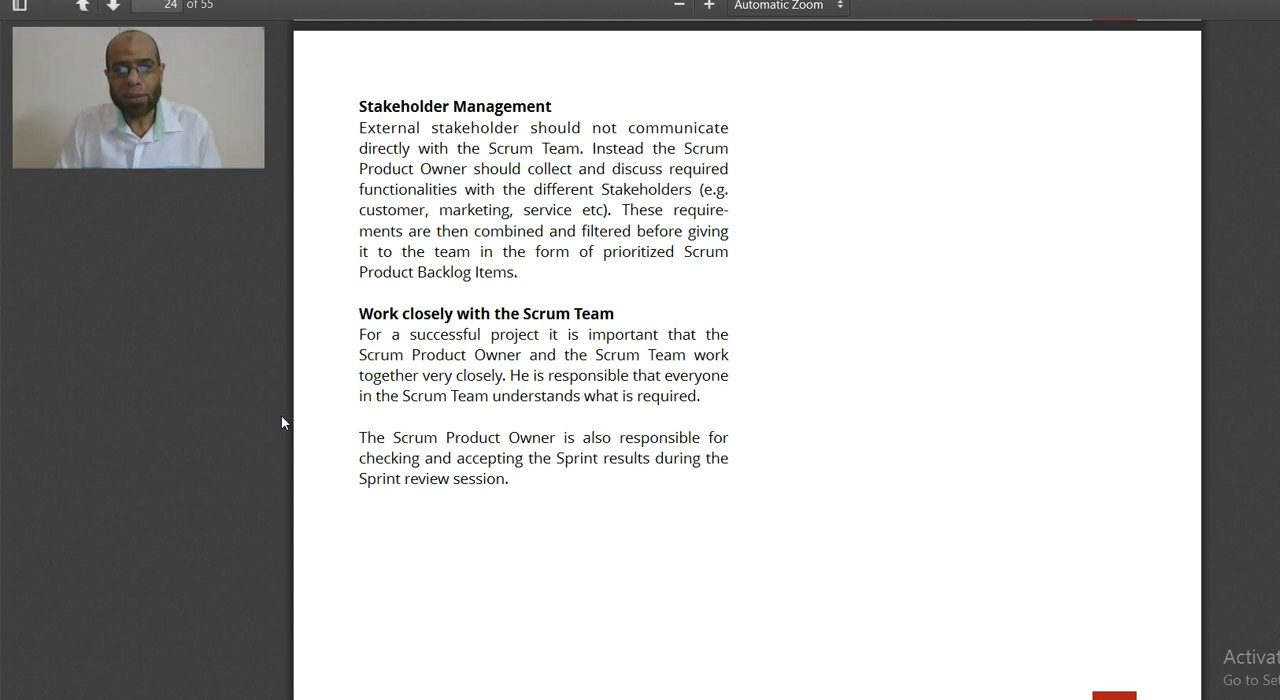 24 of 55
Automatic Zoom
Stakeholder Management
External stakeholder should not communicate
directly with the Scrum Team. Instead the Scrum
Product Owner should collect and discuss required
functionalities with the different Stakeholders (e.g.
customer, marketing, service etc). These require-
ments are then combined and filtered before giving
it to the team in the form of prioritized Scrum
Product Backlog Items.
Work closely with the Scrum Team
For a successful project it is important that the
Scrum Product Owner and the Scrum Team work
together very closely. He is responsible that everyone
in the Scrum Team understands what is required.
The Scrum Product Owner is also responsible for
checking and accepting the Sprint results during the
Sprint review session.
Activat
Go to Set